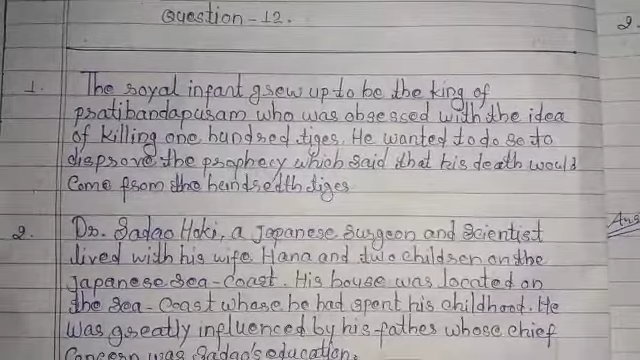 Question - 12.
2.
1. The royal infant grew up to be the king of
pratibandapuram who was obsessed with the idea
of killing one hundred tiges. He wanted to do so to
disprove the prophecy which said that his death would
Come from the hundredth tiges
Ans
2. Dr. Sadao Hoki, a Japanese Surgeon and Scientist
lived with his wife Hana and two children on the
Japanese Sea-Coast. His house was located on
the Sea-Coast where he had spent his childhood. He
was greatly influenced by his father whose chief
Concern was Sadao's education.